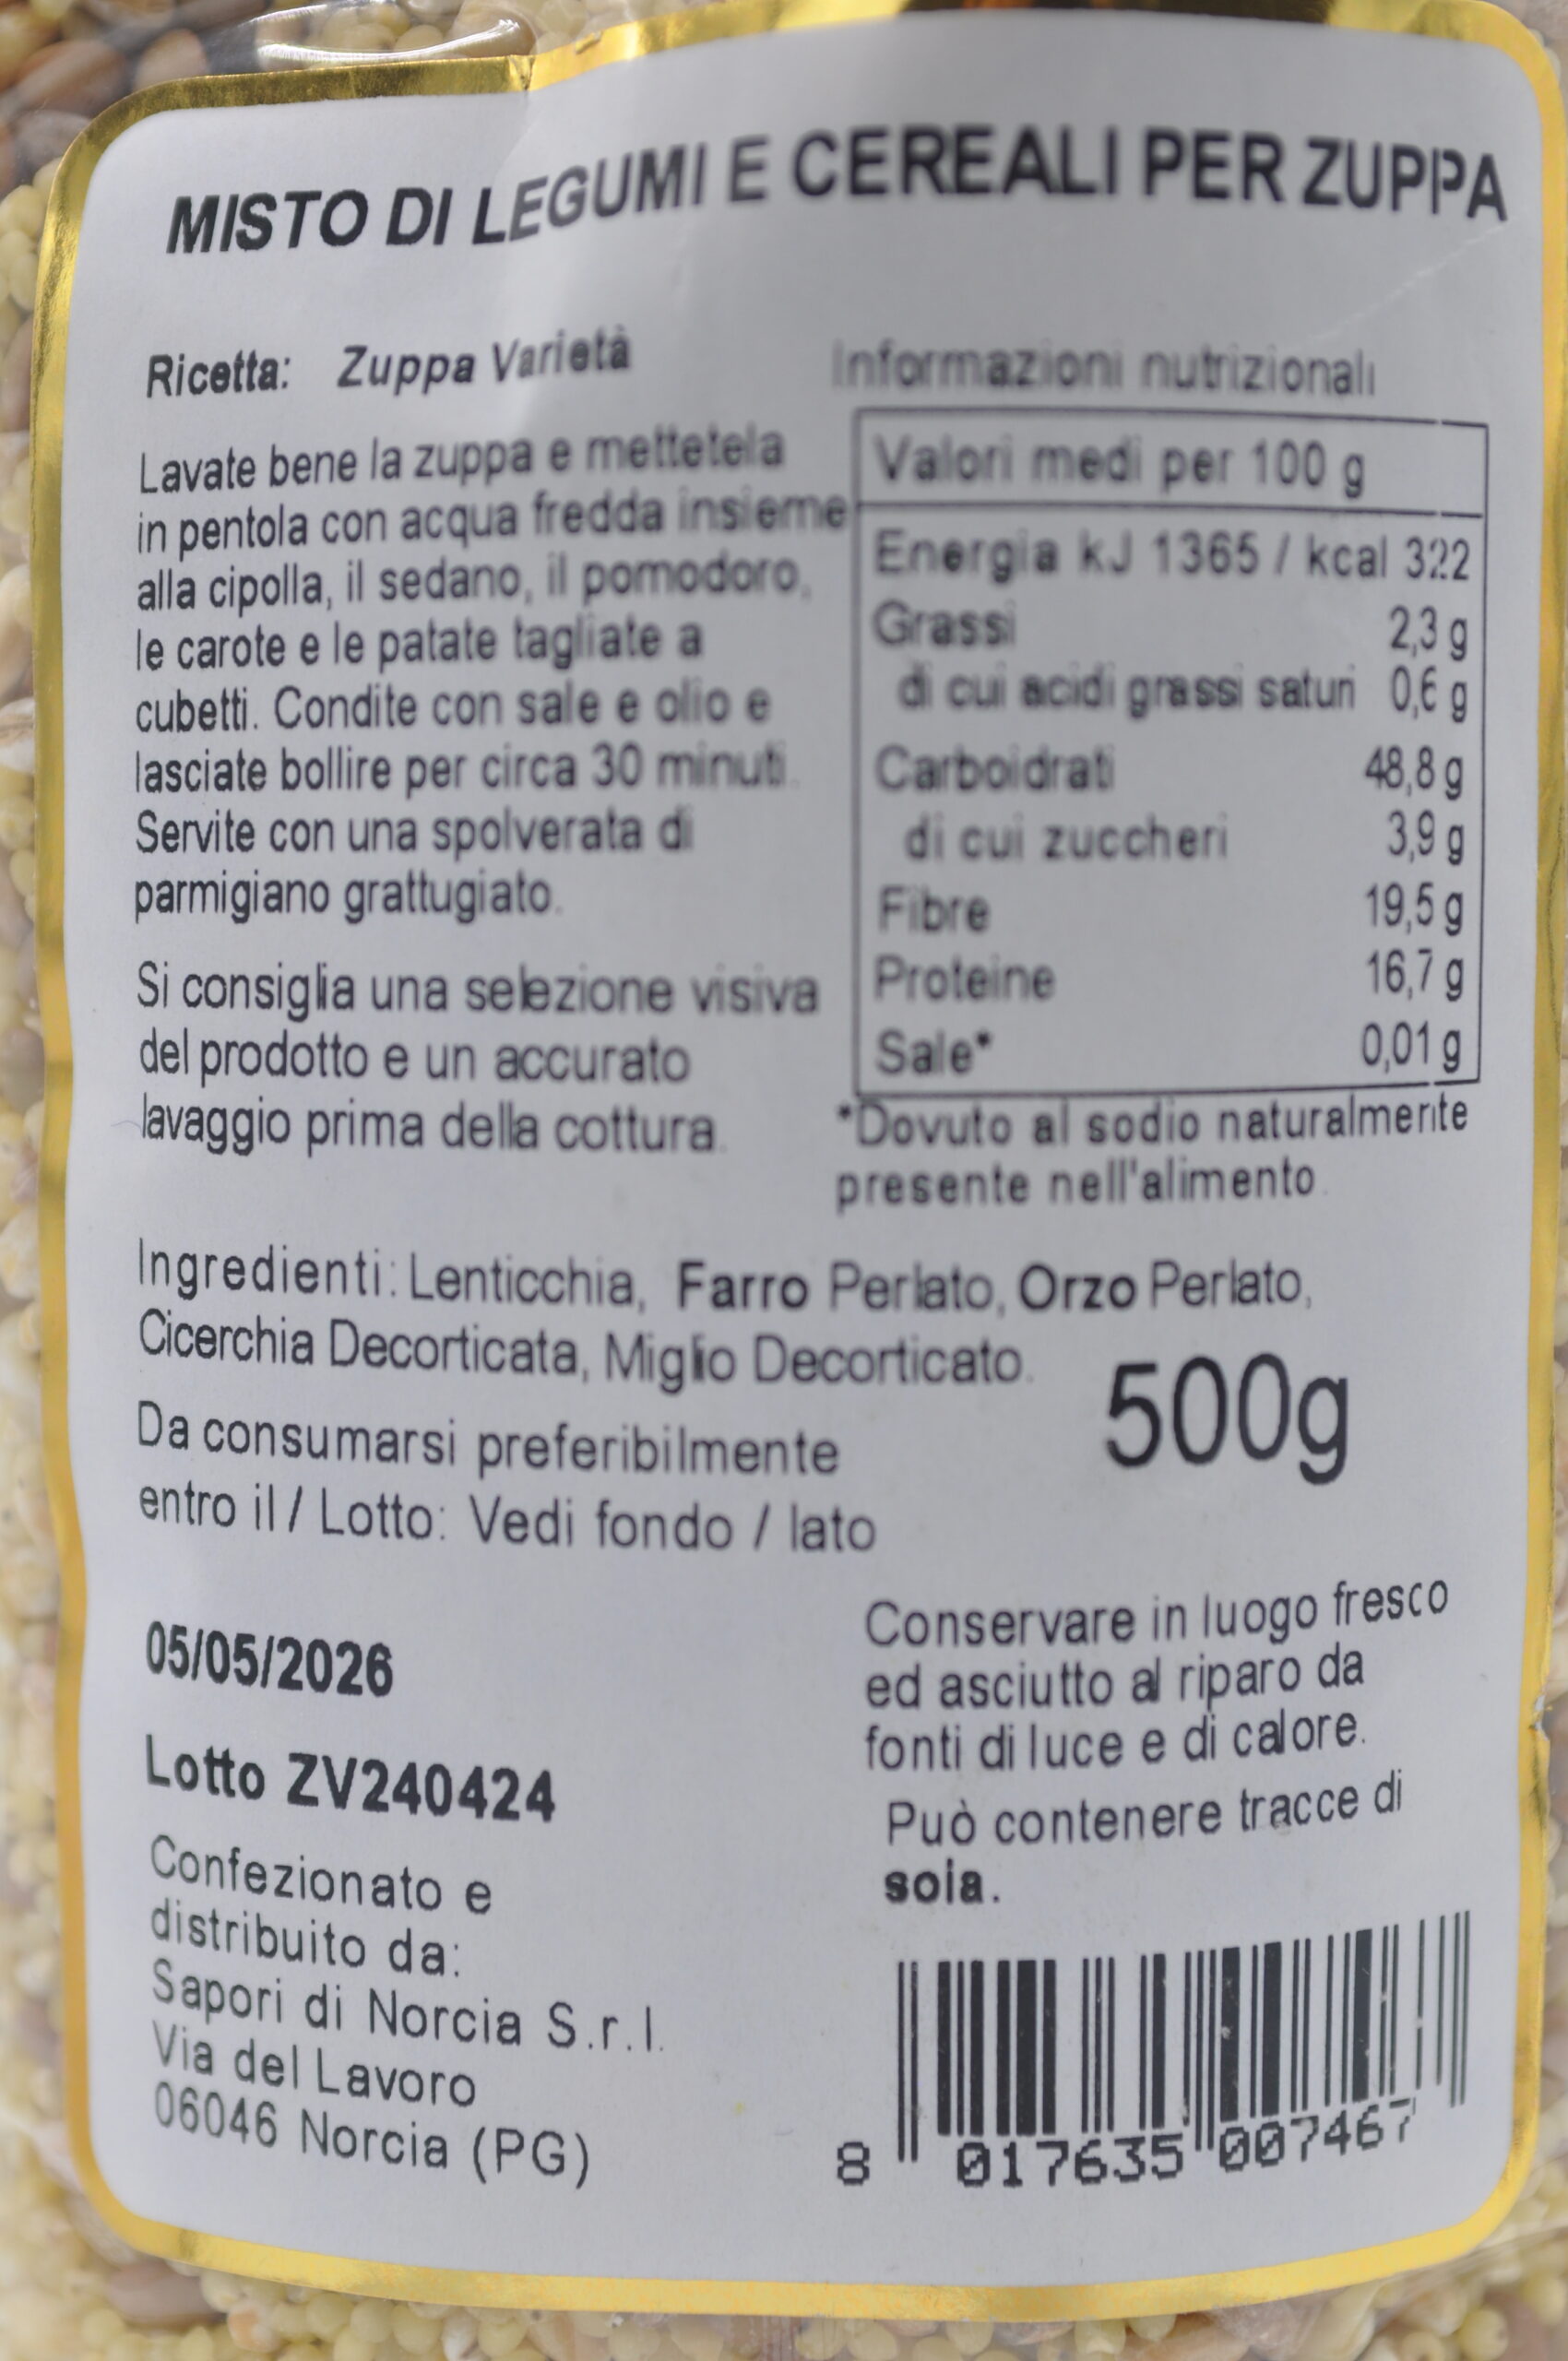 MISTO DI LEGUMI E CEREALI PER ZUPPA
Ricetta: Zuppa Varietà
Lavate bene la zuppa e mettetela
in pentola con acqua fredda insieme
alla cipolla, il sedano, il pomodoro,
le carote e le patate tagliate a
cubetti. Condite con sale e olio e
lasciate bollire per circa 30 minuti.
Servite con una spolverata di
parmigiano grattugiato.
Si consiglia una selezione visiva
del prodotto e un accurato
lavaggio prima della cottura.
Informazioni nutrizionali
Valori medi per 100 g
Energia kJ 1365 / kcal 322
Grassi 2,3 g
di cui acidi grassi saturi 0,6 g
Carboidrati 48,8 g
di cui zuccheri 3,9 g
Fibre 19,5 g
Proteine 16,7 g
Sale* 0,01 g
*Dovuto al sodio naturalmente
presente nell'alimento.
Ingredienti: Lenticchia, Farro Perlato, Orzo Perlato,
Cicerchia Decorticata, Miglio Decorticato.
500g
Da consumarsi preferibilmente
entro il / Lotto: Vedi fondo / lato
05/05/2026
Lotto ZV240424
Confezionato e
distribuito da:
Sapori di Norcia S.r.l.
Via del Lavoro
06046 Norcia (PG)
Conservare in luogo fresco
ed asciutto al riparo da
fonti di luce e di calore.
Può contenere tracce di
soia.
8 017635 007467